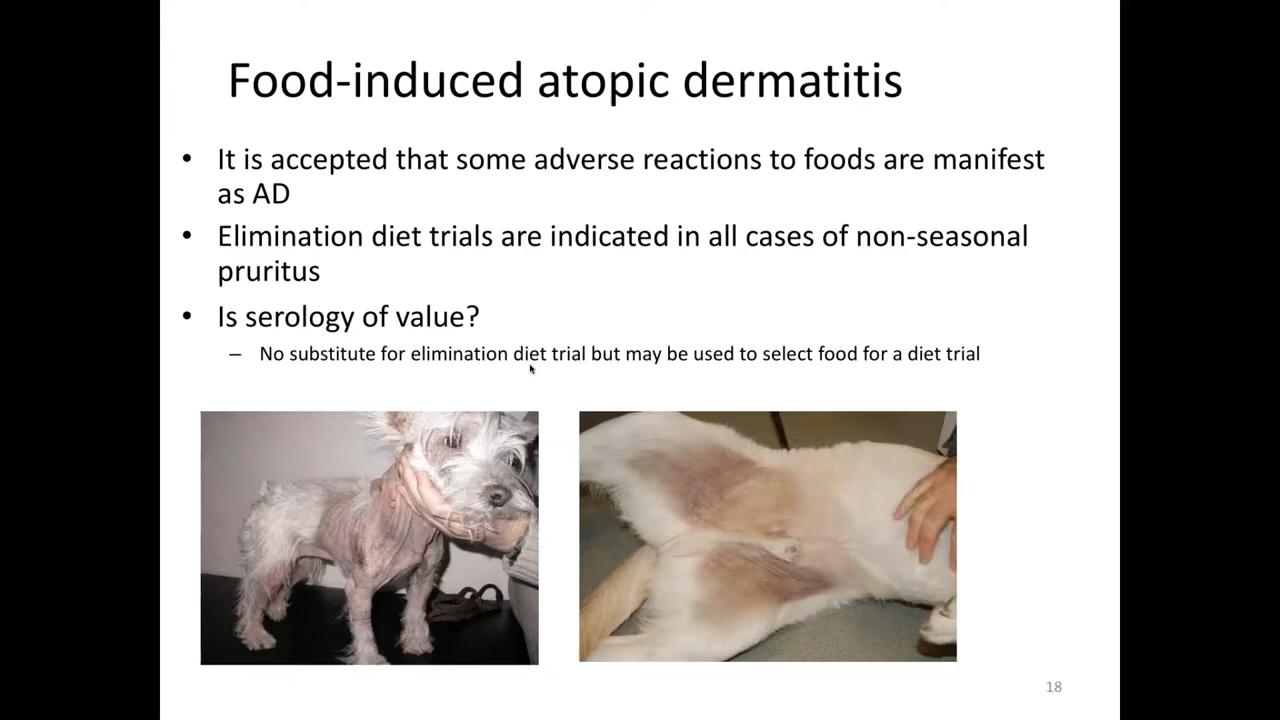 Food-induced atopic dermatitis
• It is accepted that some adverse reactions to foods are manifest
as AD
• Elimination diet trials are indicated in all cases of non-seasonal
pruritus
• Is serology of value?
– No substitute for elimination diet trial but may be used to select food for a diet trial
18